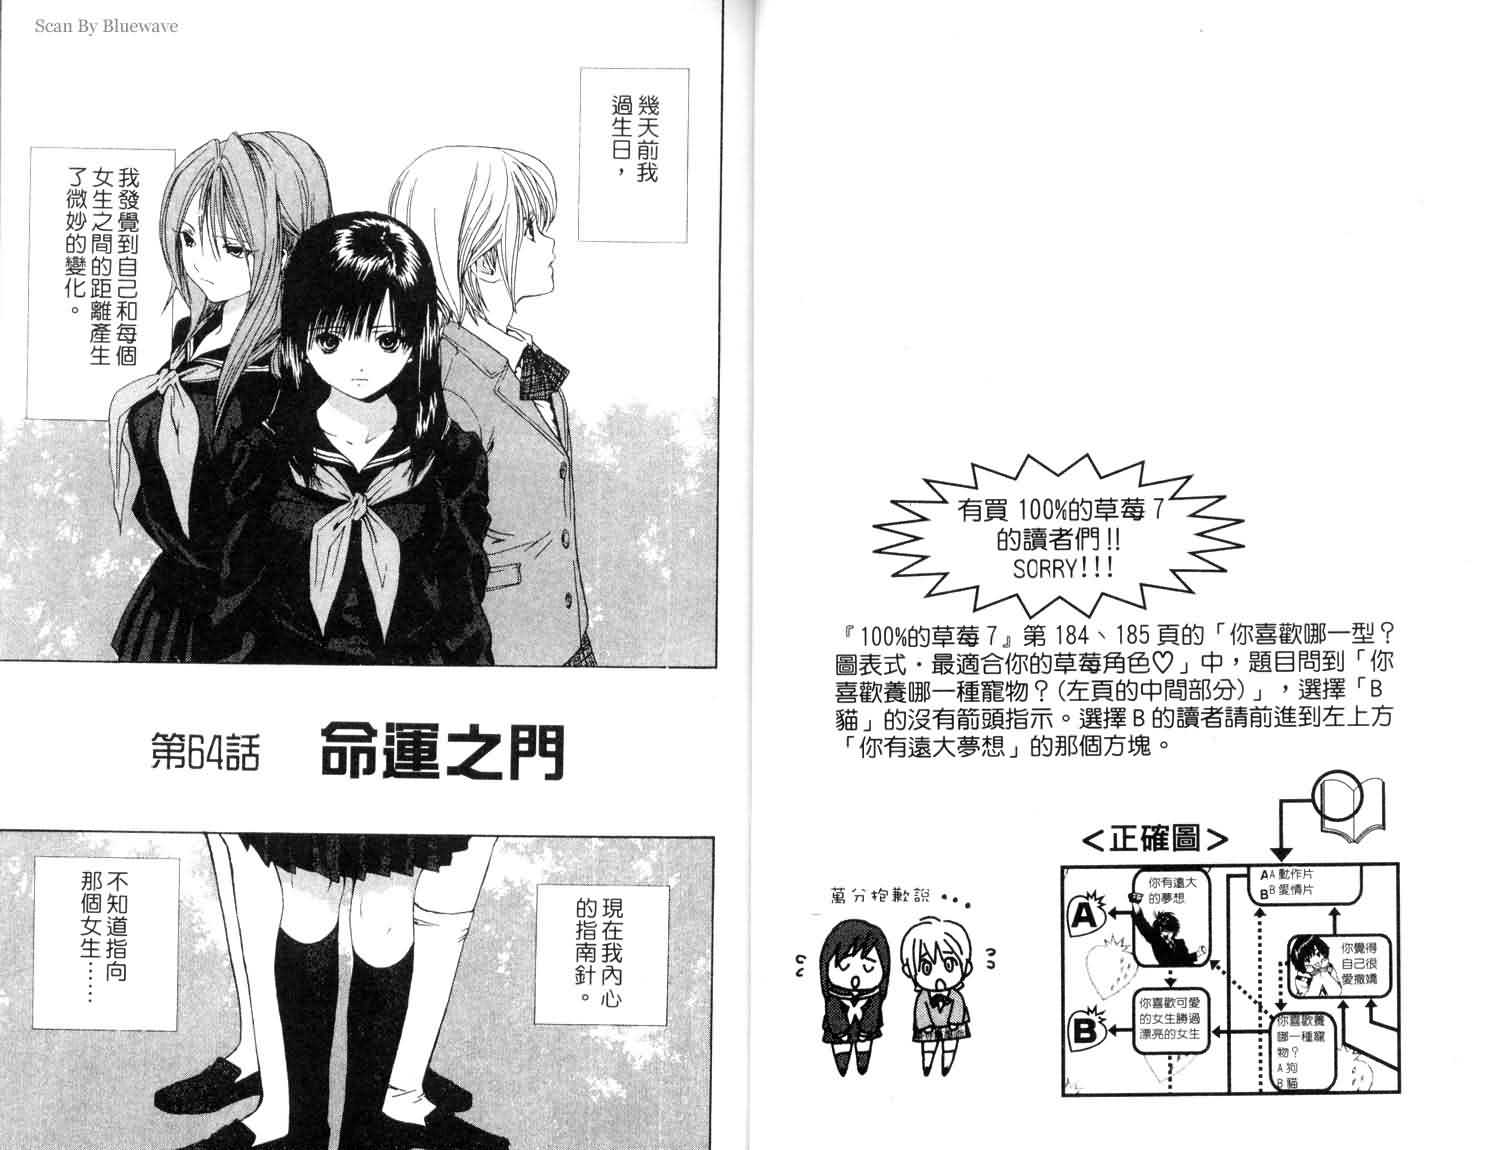 Scan By Bluewave
有買 100%的草莓 7
的讀者們!!
SORRY!!!
『100%的草莓 7』第 184、185 頁的「你喜歡哪一型？
圖表式．最適合你的草莓角色♡」中，題目問到「你
喜歡養哪一種寵物？(左頁的中間部分)」，選擇「B
貓」的沒有箭頭指示。選擇 B 的讀者請前進到左上方
「你有遠大夢想」的那個方塊。
<正確圖>
A
你有遠大
的夢想
AA 動作片
BB 愛情片
你覺得
自己很
愛撒嬌
B
你喜歡可愛
的女生勝過
漂亮的女生
你喜歡養
哪一種寵
物？
A 狗
B 貓
萬分抱歉說...
幾天前我
過生日，
我發覺到自己和每個
女生之間的距離產生
了微妙的變化。
第64話 命運之門
現在我內心
的指南針。
不知道指向
那個女生……